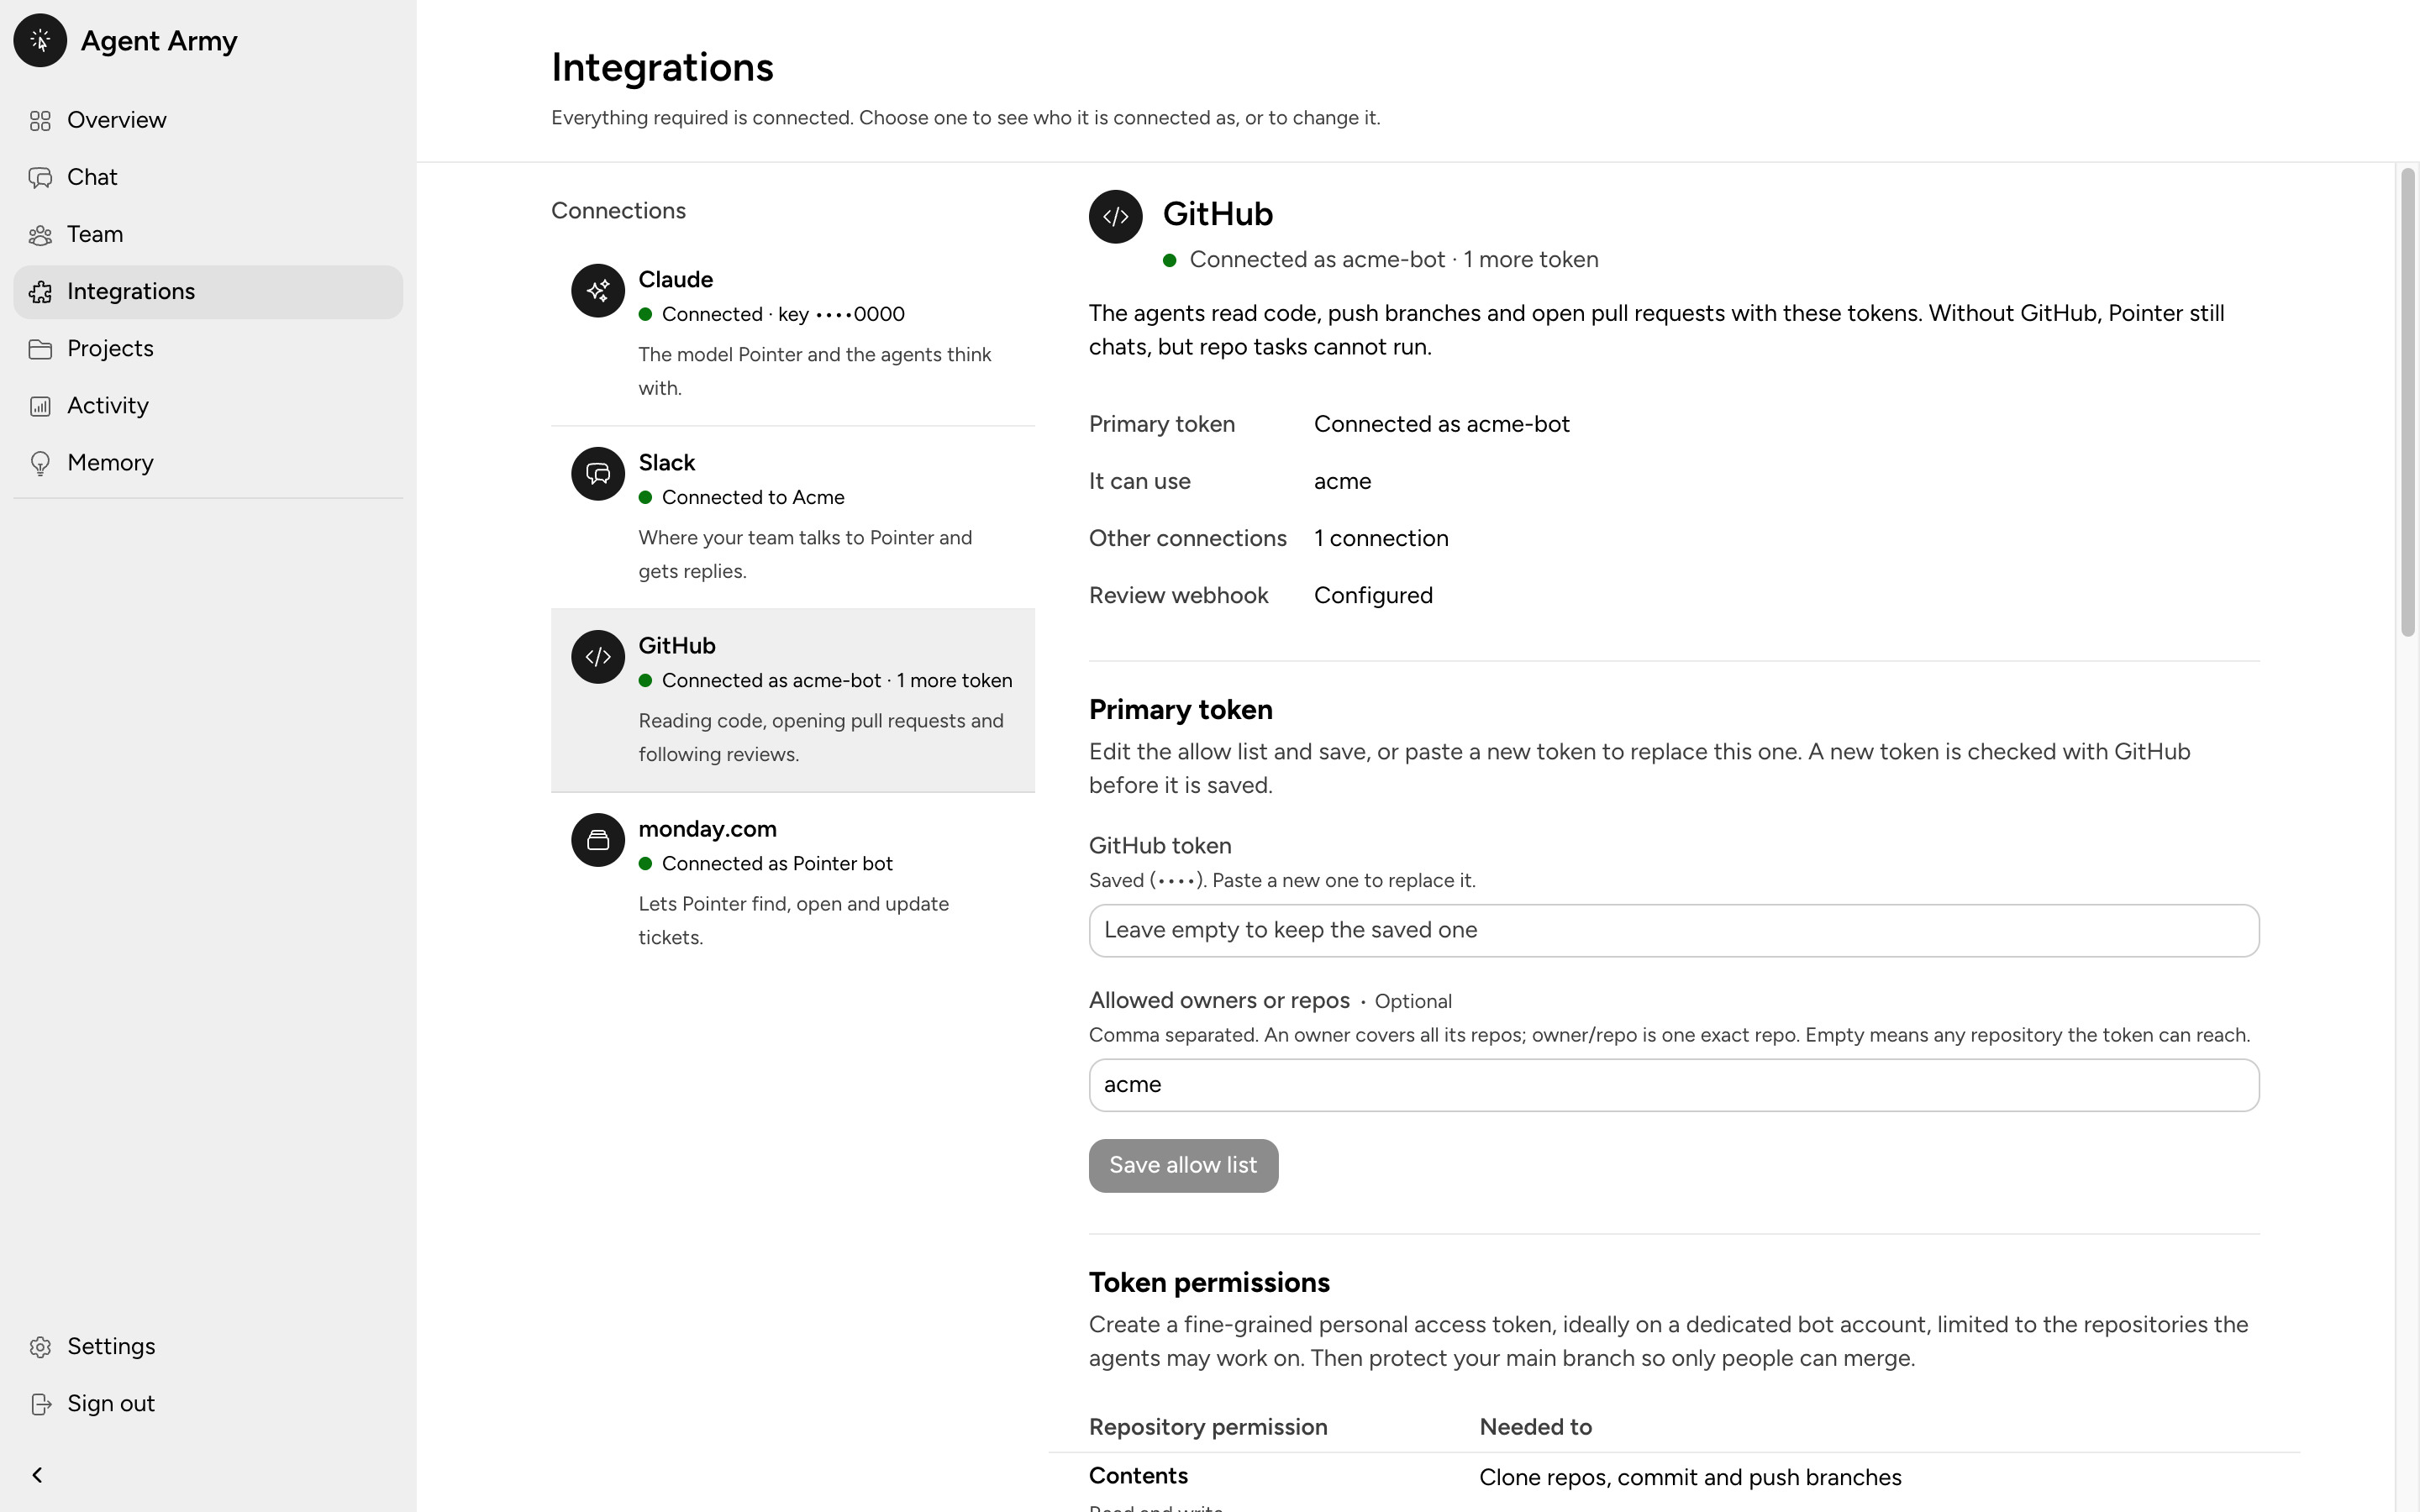 Agent Army
Overview
Chat
Team
Integrations
Projects
Activity
Memory
Settings
Sign out
Integrations
Everything required is connected. Choose one to see who it is connected as, or to change it.
Connections
Claude
Connected · key ••••0000
The model Pointer and the agents think
with.
Slack
Connected to Acme
Where your team talks to Pointer and
gets replies.
GitHub
Connected as acme-bot · 1 more token
Reading code, opening pull requests and
following reviews.
monday.com
Connected as Pointer bot
Lets Pointer find, open and update
tickets.
GitHub
Connected as acme-bot · 1 more token
The agents read code, push branches and open pull requests with these tokens. Without GitHub, Pointer still
chats, but repo tasks cannot run.
Primary token Connected as acme-bot
It can use acme
Other connections 1 connection
Review webhook Configured
Primary token
Edit the allow list and save, or paste a new token to replace this one. A new token is checked with GitHub
before it is saved.
GitHub token
Saved (••••). Paste a new one to replace it.
Leave empty to keep the saved one
Allowed owners or repos • Optional
Comma separated. An owner covers all its repos; owner/repo is one exact repo. Empty means any repository the token can reach.
acme
Save allow list
Token permissions
Create a fine-grained personal access token, ideally on a dedicated bot account, limited to the repositories the
agents may work on. Then protect your main branch so only people can merge.
Repository permission Needed to
Contents Clone repos, commit and push branches
Read and write